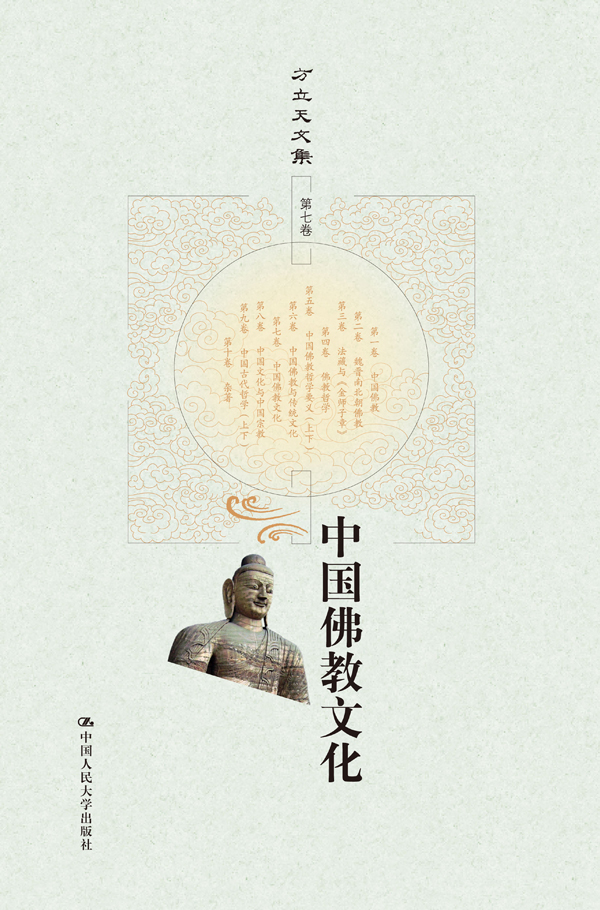 方立天文集
第七卷
第一卷 中国佛教
第二卷 魏晋南北朝佛教
第三卷 法藏与《金师子章》
第四卷 佛教哲学
第五卷 中国佛教哲学要义（上下）
第六卷 中国佛教与传统文化
第七卷 中国佛教文化
第八卷 中国文化与中国宗教
第九卷 中国古代哲学（上下）
第十卷 杂著
中国佛教文化
中国人民大学出版社